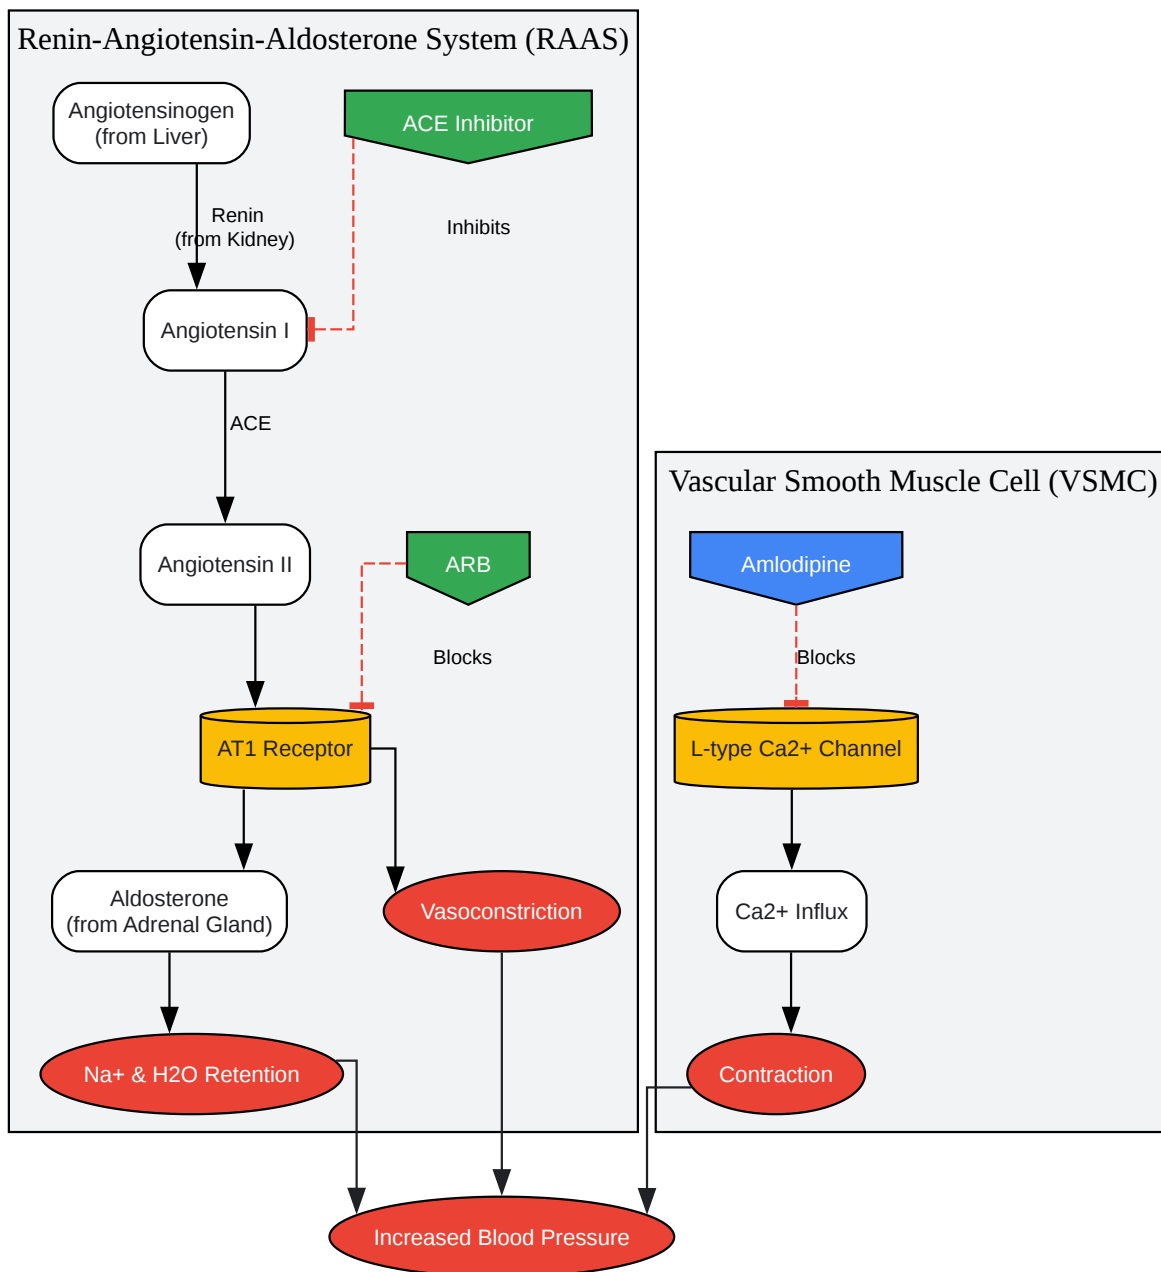 Renin-Angiotensin-Aldosterone System (RAAS)
Angiotensinogen
(from Liver)
ACE Inhibitor
Renin
(from Kidney)
Inhibits
Angiotensin I
ACE
Angiotensin II
ARB
Blocks
AT1 Receptor
Aldosterone
(from Adrenal Gland)
Vasoconstriction
Na+ & H2O Retention
Vascular Smooth Muscle Cell (VSMC)
Amlodipine
Blocks
L-type Ca2+ Channel
Ca2+ Influx
Contraction
Increased Blood Pressure